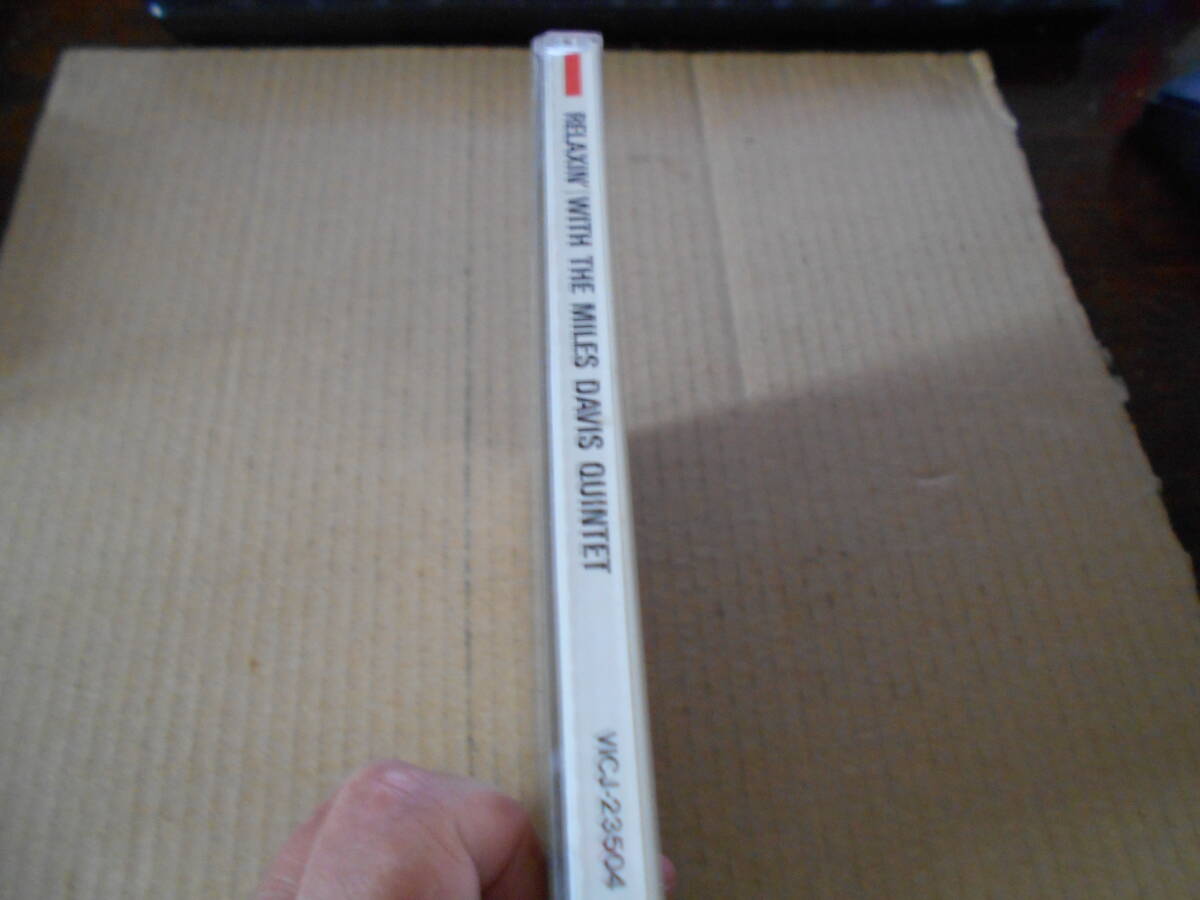 RELAXIN' WITH THE MILES DAVIS QUINTET
VICJ-23504